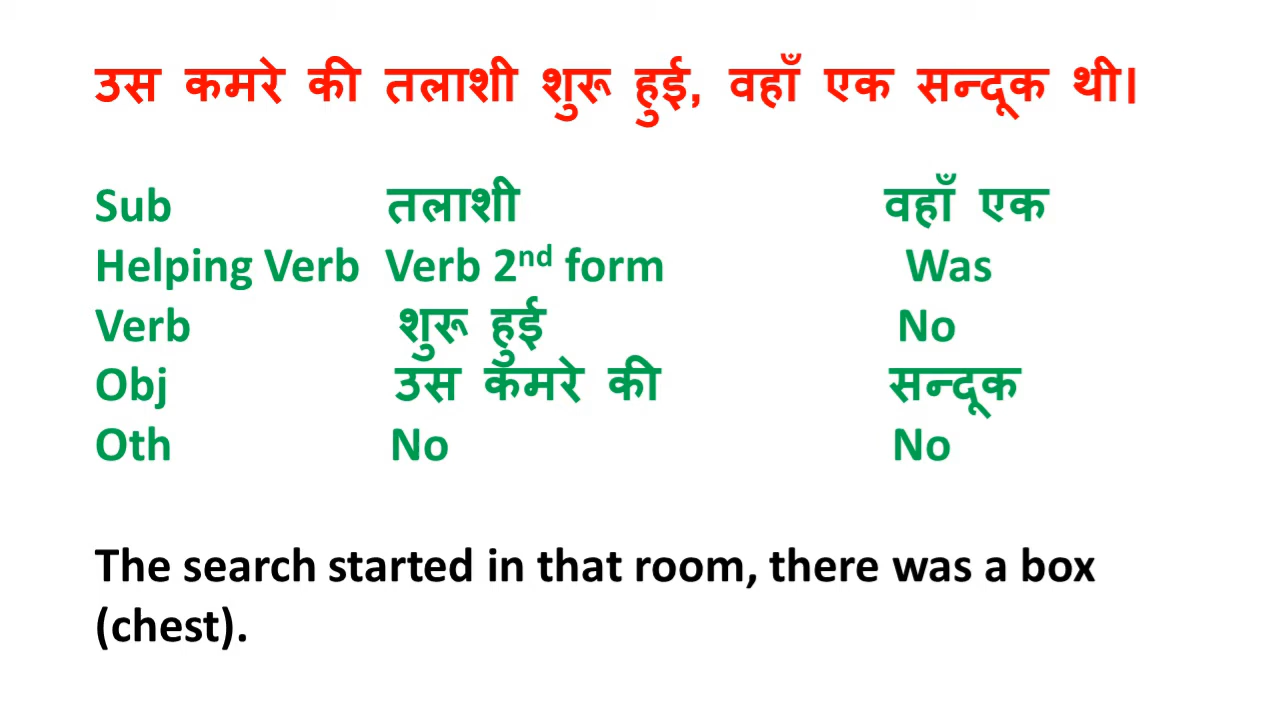 उस कमरे की तलाशी शुरू हुई, वहाँ एक सन्दूक थी।
Sub तलाशी वहाँ एक
Helping Verb Verb 2nd form Was
Verb शुरू हुई No
Obj उस कमरे की सन्दूक
Oth No No
The search started in that room, there was a box
(chest).